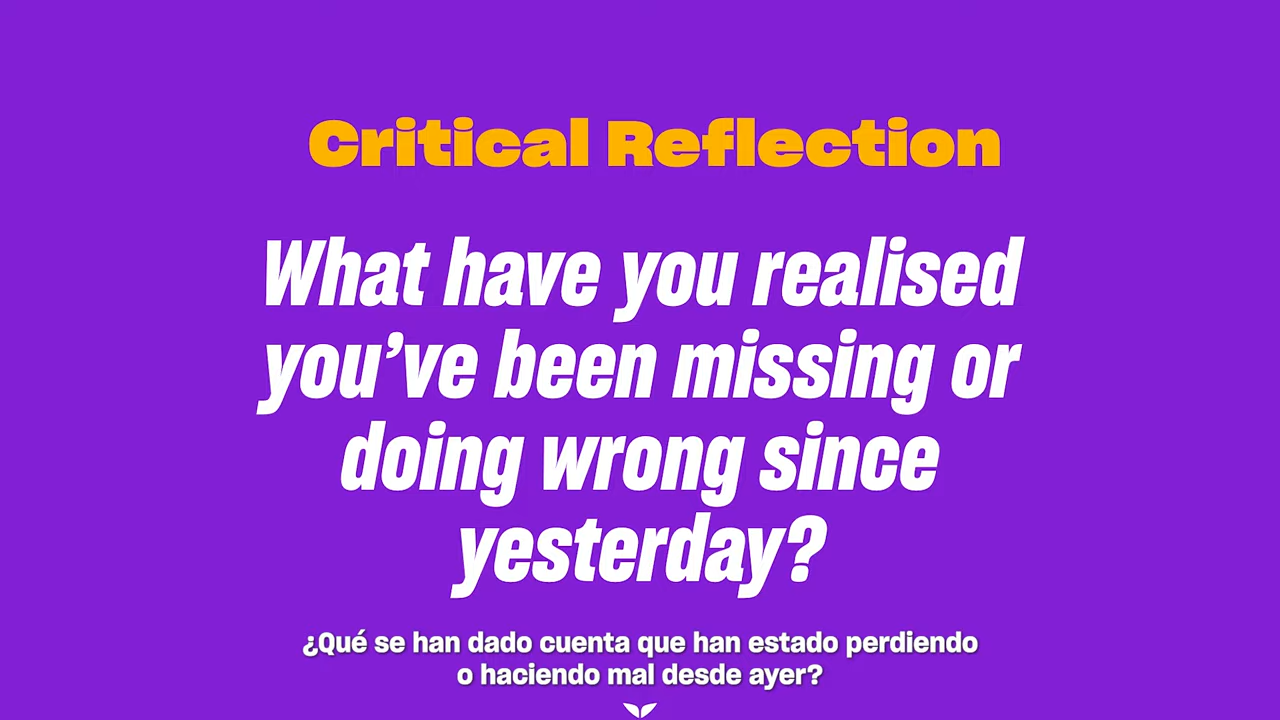 Critical Reflection
What have you realised
you’ve been missing or
doing wrong since
yesterday?
¿Qué se han dado cuenta que han estado perdiendo
o haciendo mal desde ayer?